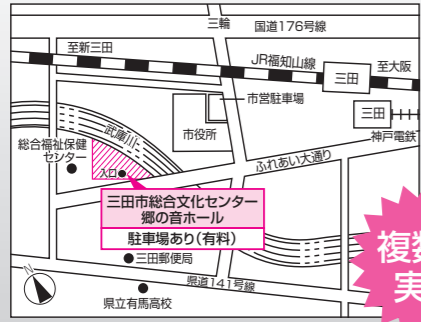 三輪
国道176号線
至新三田
JR福知山線
三田
至大阪
市営駐車場
三田
神戸電鉄
市役所
武庫川
総合福祉保健
センター
入口
ふれあい大通り
三田市総合文化センター
郷の音ホール
駐車場あり（有料）
三田郵便局
県道141号線
県立有馬高校
N
複数
実